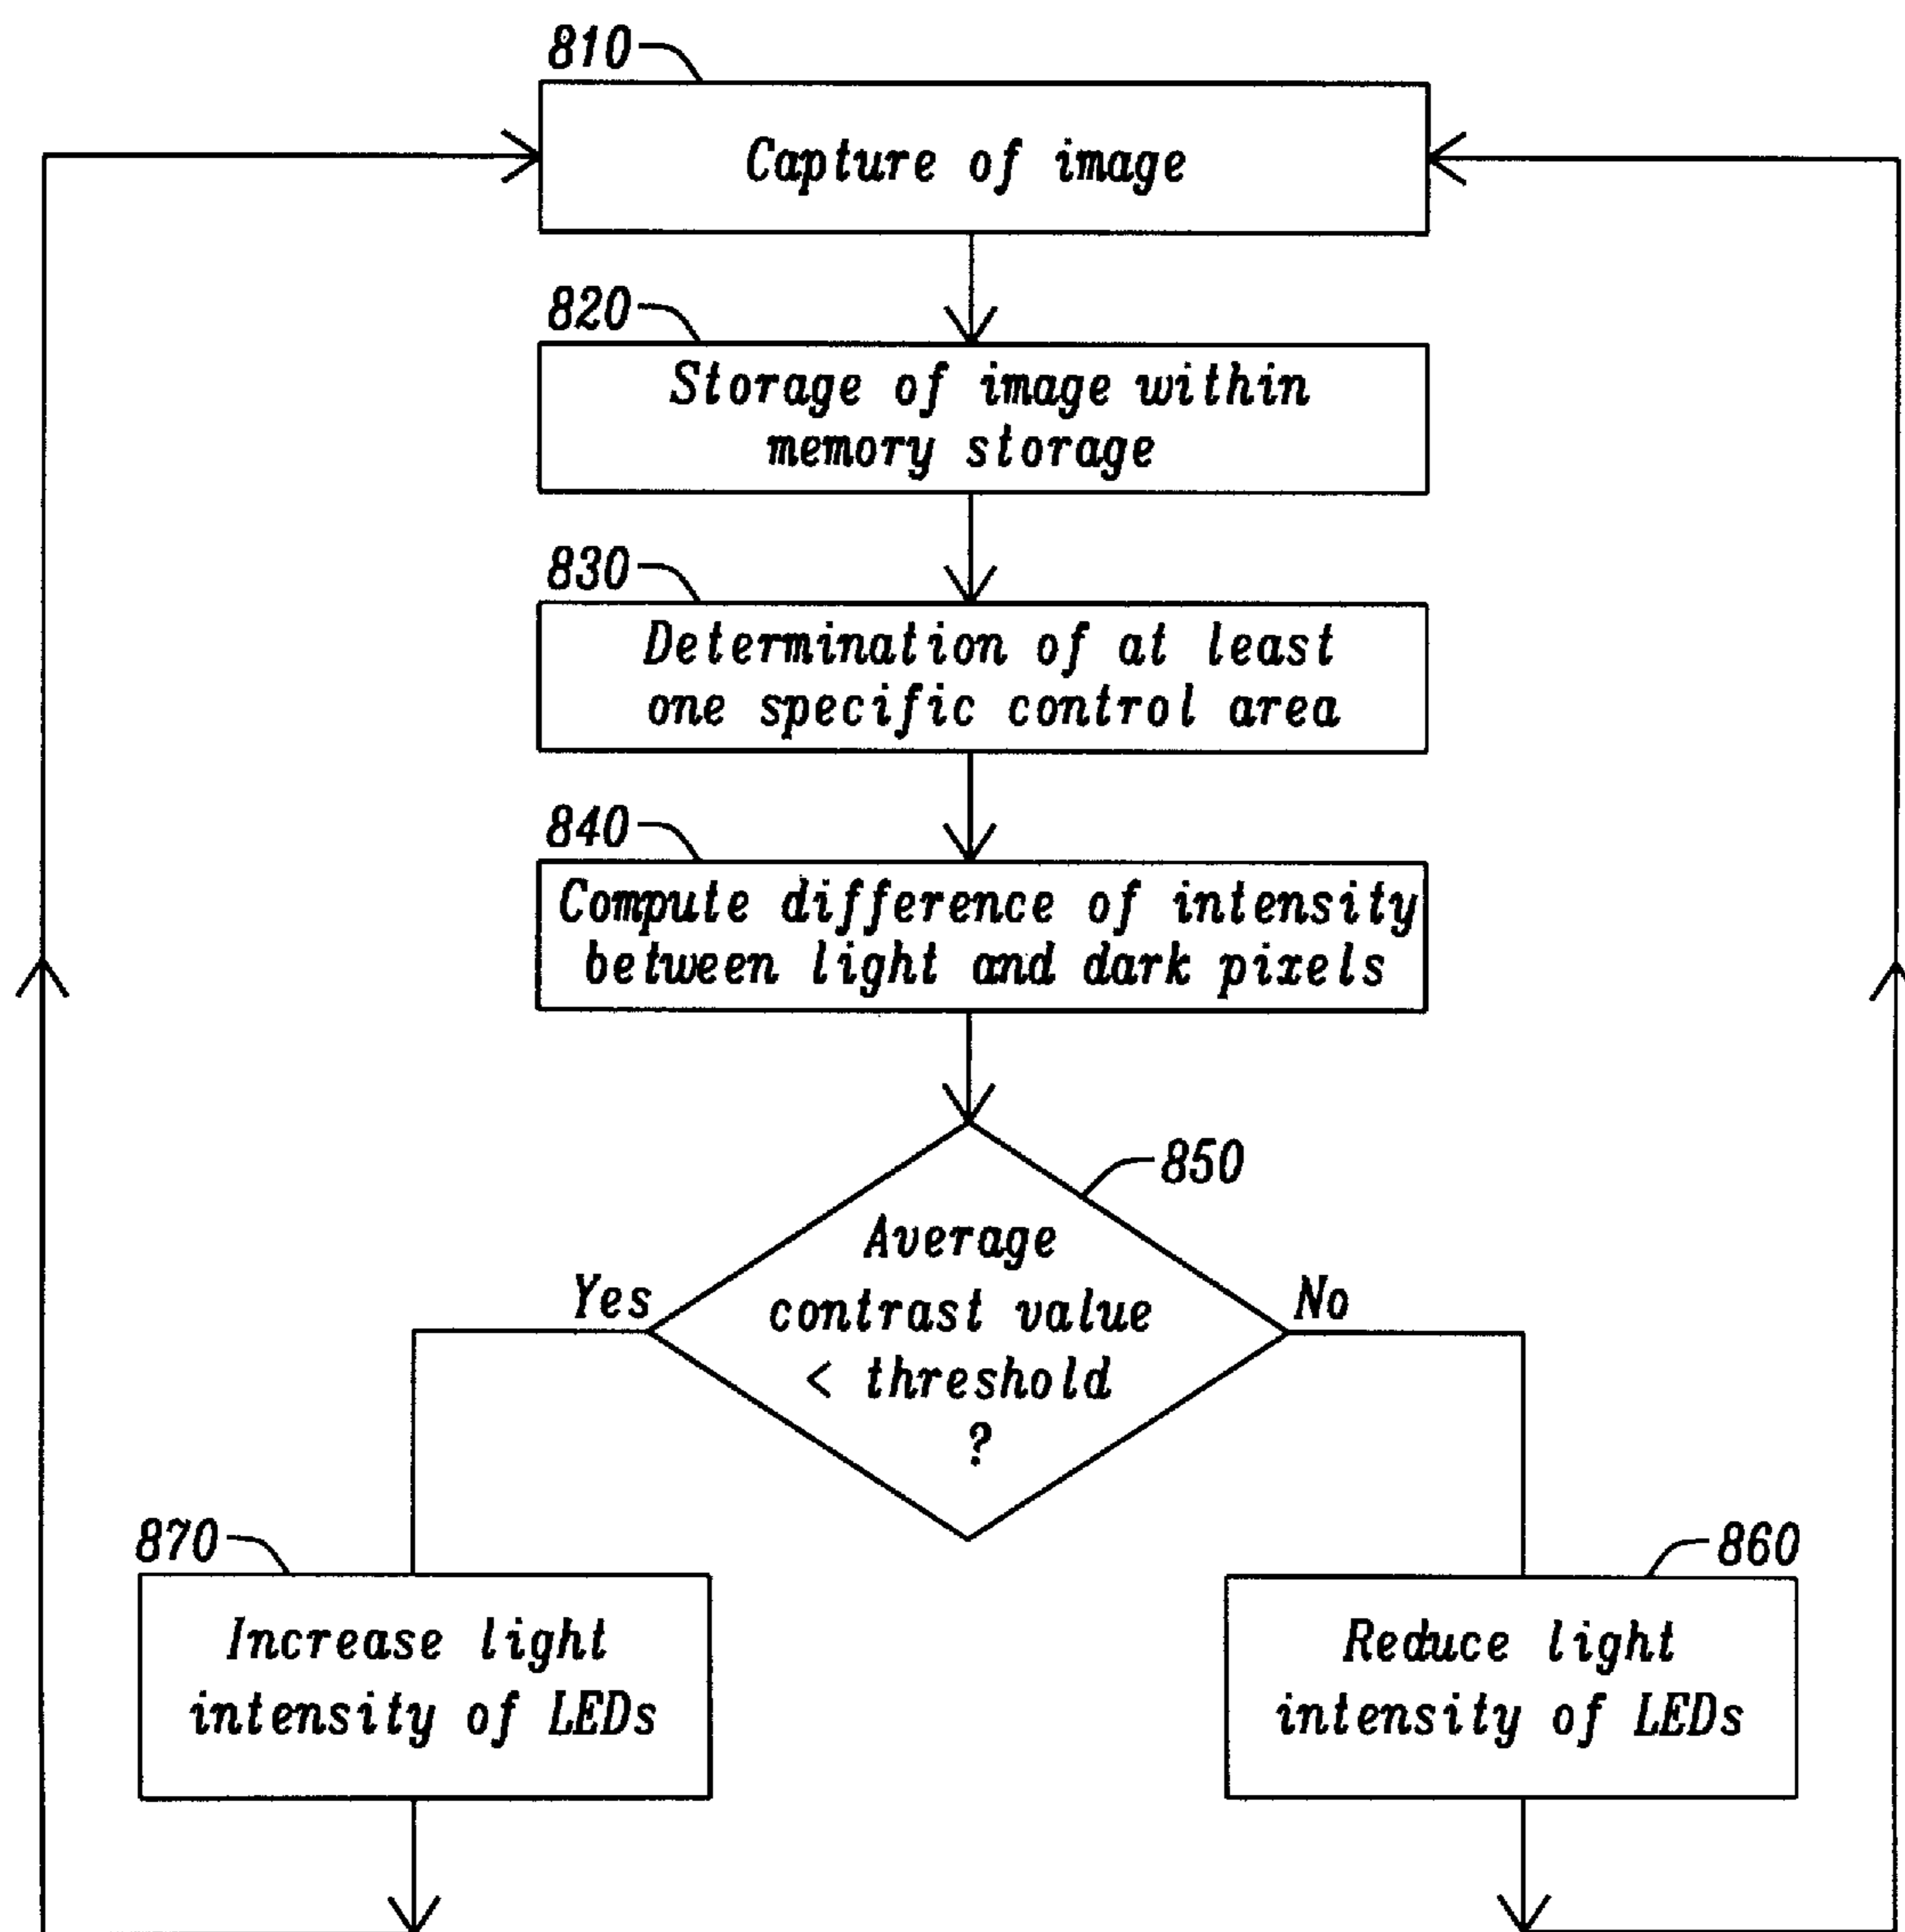 810
Capture of image
820
Storage of image within
memory storage
830
Determination of at least
one specific control area
840
Compute difference of intensity
between light and dark pixels
850
Average
contrast value
< threshold
?
Yes
No
870
Increase light
intensity of LEDs
860
Reduce light
intensity of LEDs